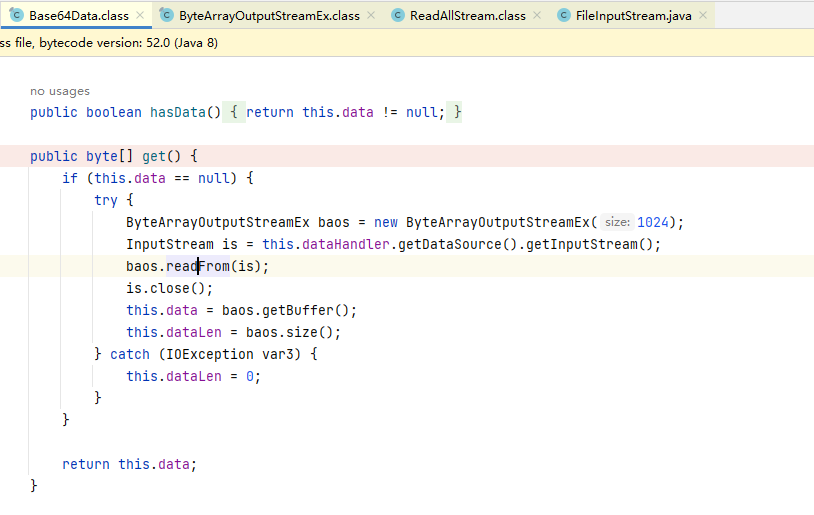 Base64Data.class ByteArrayOutputStreamEx.class ReadAllStream.class FileInputStream.java
ss file, bytecode version: 52.0 (Java 8)
no usages
public boolean hasData() { return this.data != null; }
public byte[] get() {
if (this.data == null) {
try {
ByteArrayOutputStreamEx baos = new ByteArrayOutputStreamEx( size: 1024);
InputStream is = this.dataHandler.getDataSource().getInputStream();
baos.readFrom(is);
is.close();
this.data = baos.getBuffer();
this.dataLen = baos.size();
} catch (IOException var3) {
this.dataLen = 0;
}
}
return this.data;
}